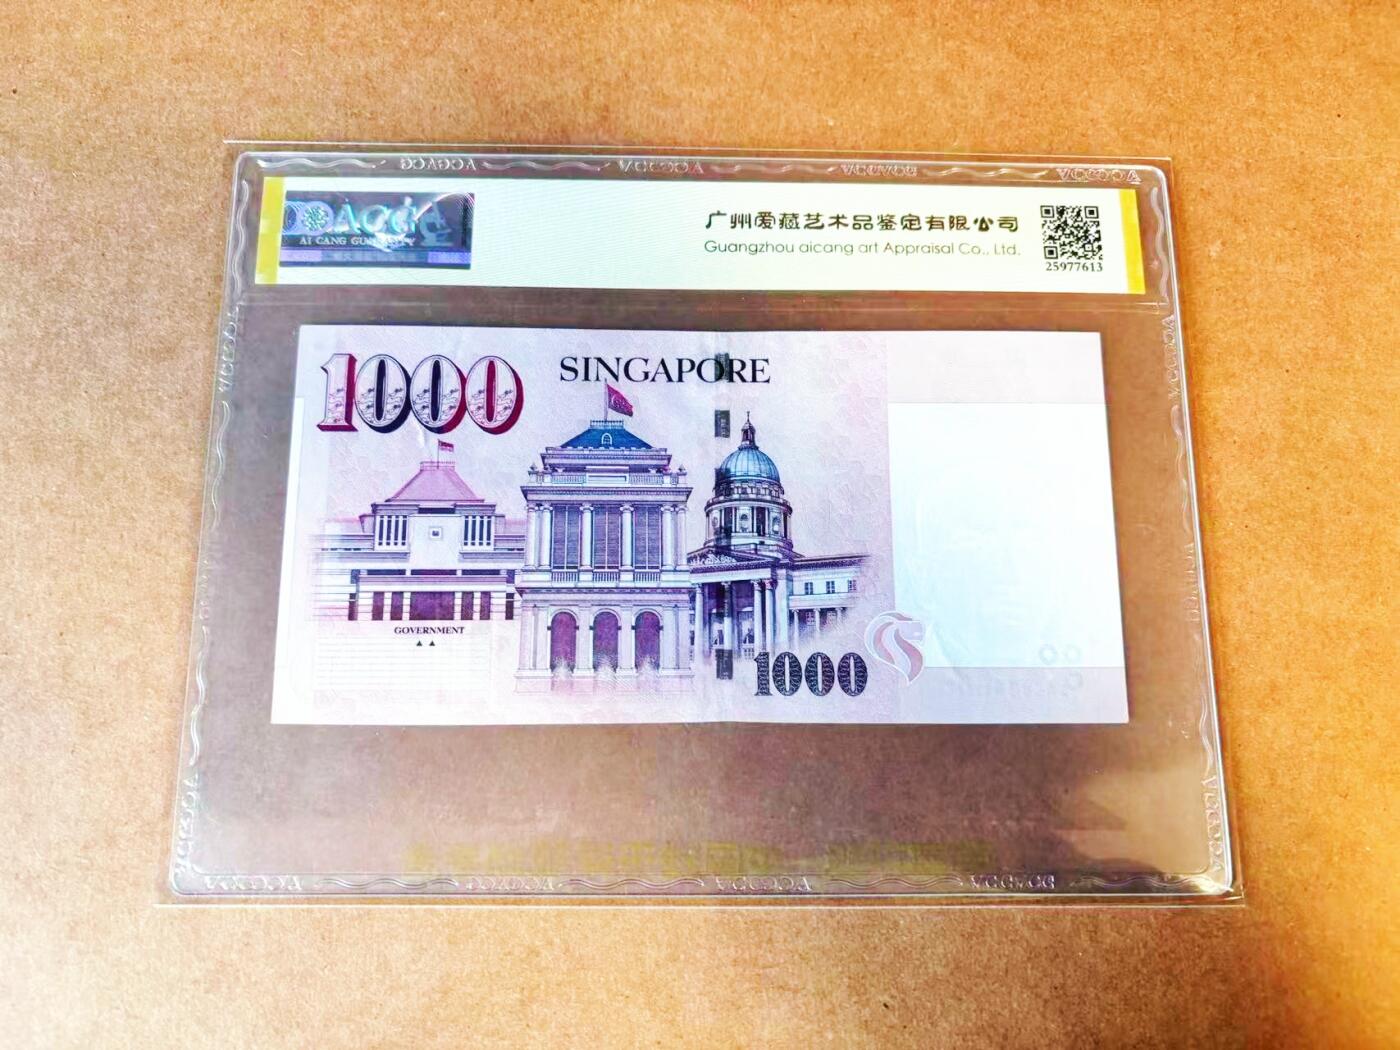 ACG
AI CANG GUARANTY
广州爱藏艺术品鉴定有限公司
Guangzhou aicang art Appraisal Co., Ltd.
25977613
1000
SINGAPORE
GOVERNMENT
1000